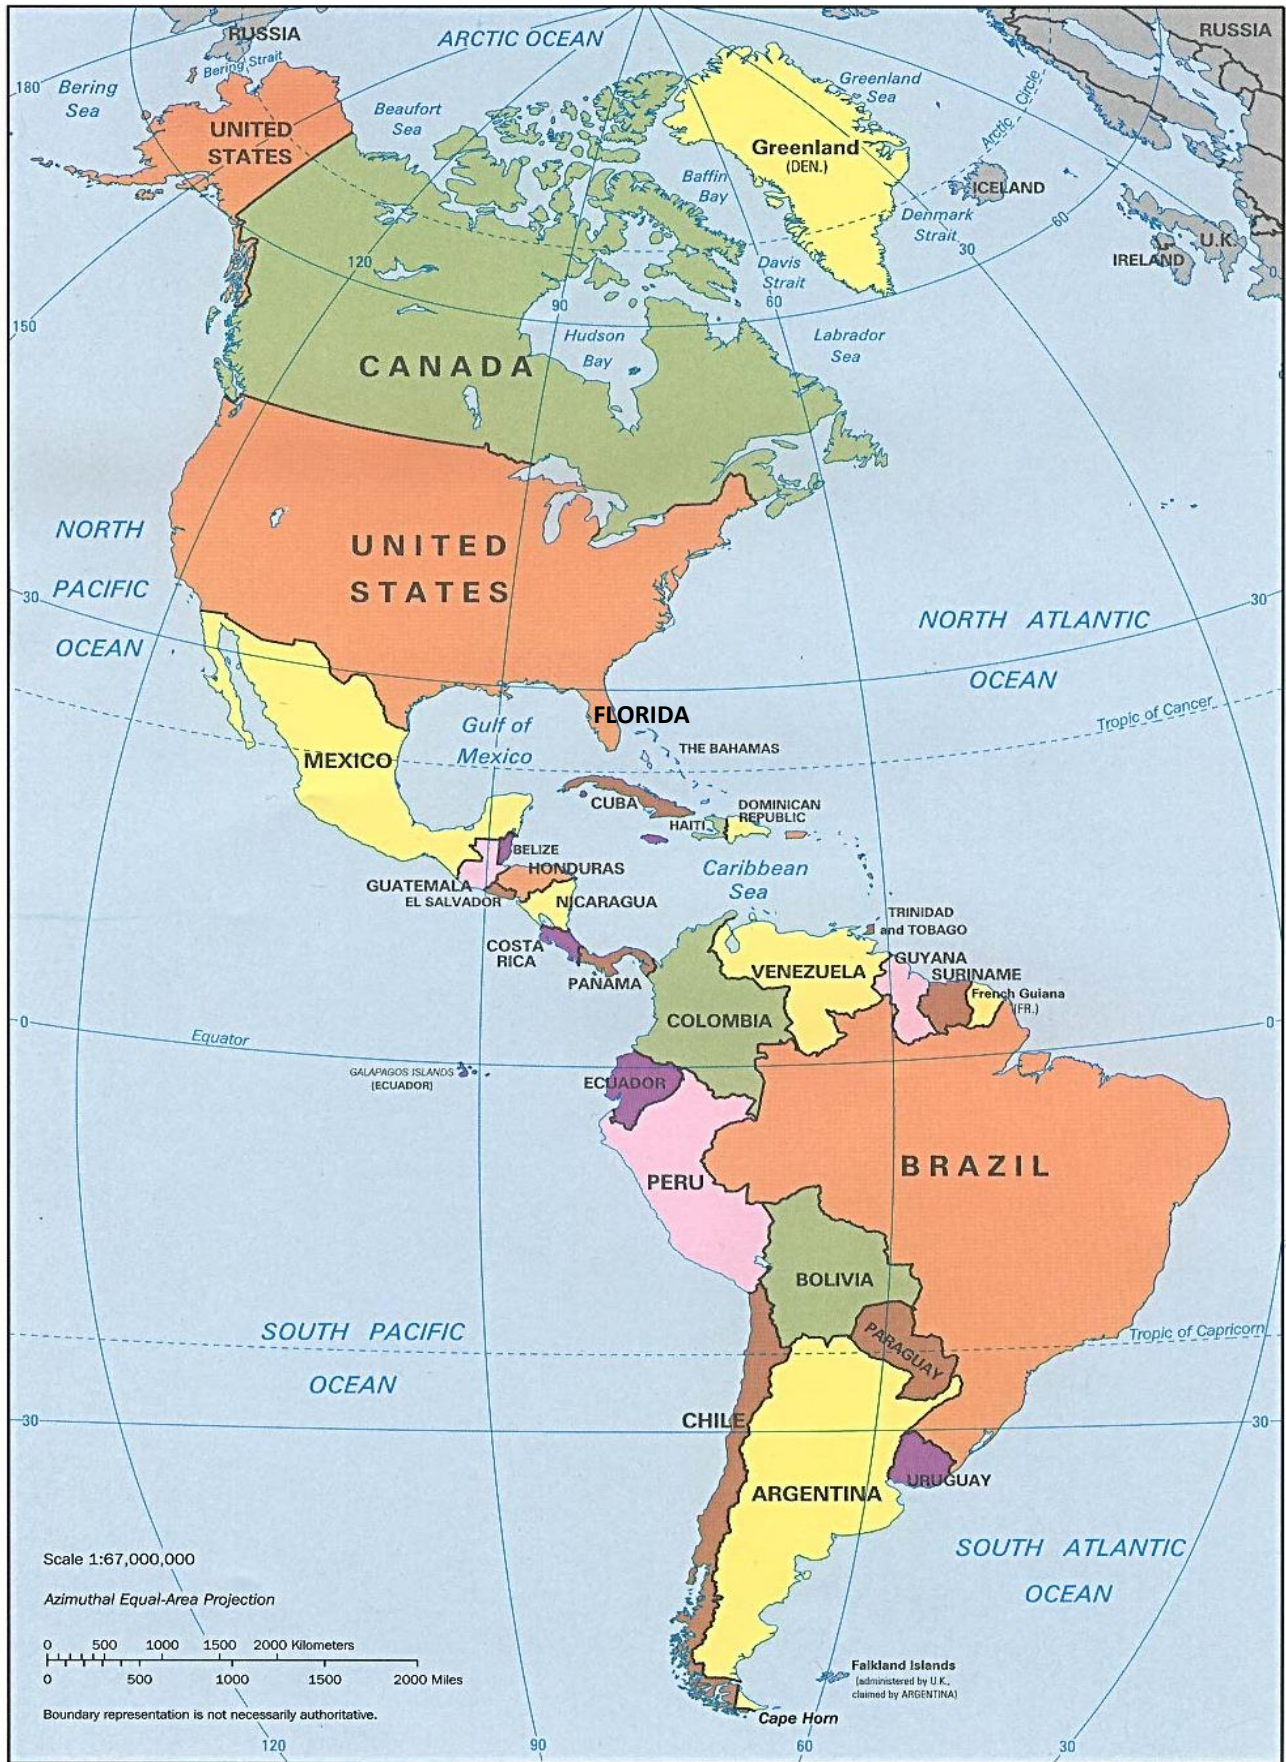 RUSSIA
ARCTIC OCEAN
RUSSIA
Bering Strait
180
Bering
Sea
Beaufort
Sea
Greenland
Sea
Arctic Circle
UNITED
STATES
Greenland
(DEN.)
Baffin
Bay
ICELAND
Denmark
Strait
60
30
U.K.
IRELAND
0
120
Davis
Strait
60
90
150
Hudson
Bay
Labrador
Sea
CANADA
NORTH
PACIFIC
OCEAN
UNITED
STATES
30
30
NORTH ATLANTIC
OCEAN
FLORIDA
Gulf of
Mexico
Tropic of Cancer
THE BAHAMAS
MEXICO
CUBA
DOMINICAN
REPUBLIC
HAITI
BELIZE
HONDURAS
Caribbean
Sea
GUATEMALA
EL SALVADOR
NICARAGUA
TRINIDAD
and TOBAGO
COSTA
RICA
PANAMA
GUYANA
VENEZUELA
SURINAME
French Guiana
(FR.)
0
COLOMBIA
0
Equator
GALAPAGOS ISLANDS
(ECUADOR)
ECUADOR
BRAZIL
PERU
BOLIVIA
SOUTH PACIFIC
OCEAN
PARAGUAY
Tropic of Capricorn
30
CHILE
30
URUGUAY
ARGENTINA
SOUTH ATLANTIC
OCEAN
Scale 1:67,000,000
Azimuthal Equal-Area Projection
0 500 1000 1500 2000 Kilometers
0 500 1000 1500 2000 Miles
Boundary representation is not necessarily authoritative.
Falkland Islands
(administered by U.K.,
claimed by ARGENTINA)
Cape Horn
120
90
60
30